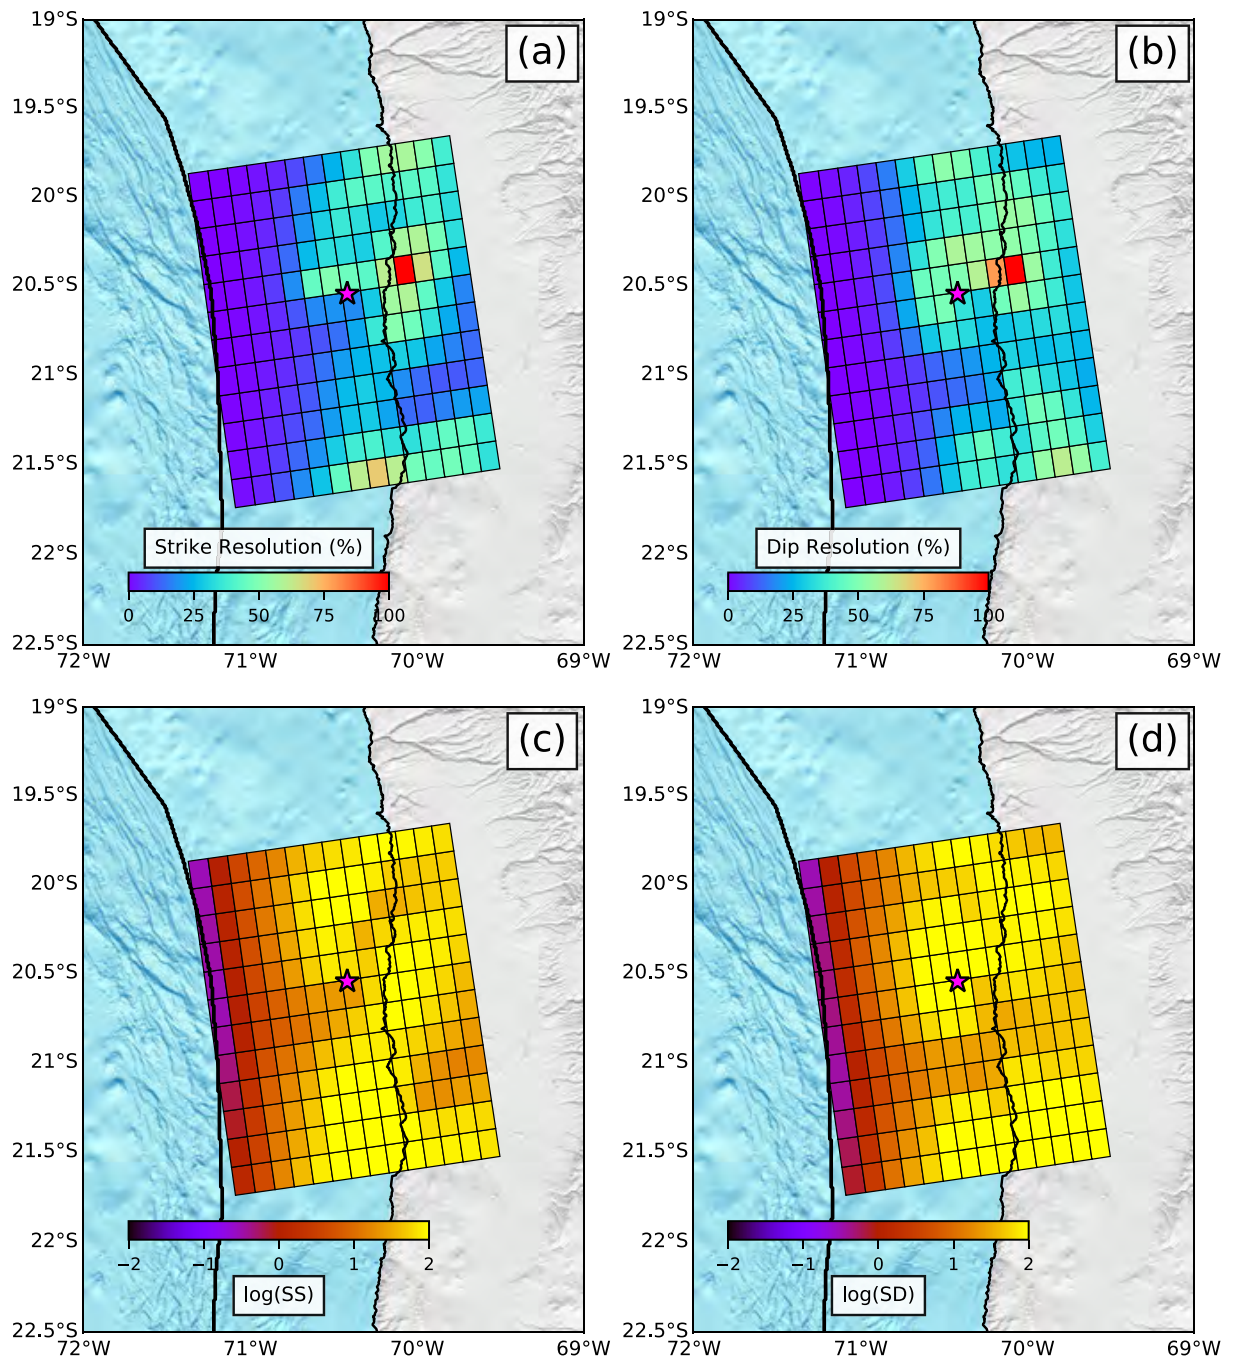 19°S
19.5°S
20°S
20.5°S
21°S
21.5°S
22°S
22.5°S
72°W
71°W
70°W
69°W
(a)
Strike Resolution (%)
0
25
50
75
100
19°S
19.5°S
20°S
20.5°S
21°S
21.5°S
22°S
22.5°S
72°W
71°W
70°W
69°W
(b)
Dip Resolution (%)
0
25
50
75
100
19°S
19.5°S
20°S
20.5°S
21°S
21.5°S
22°S
22.5°S
72°W
71°W
70°W
69°W
(c)
−2
−1
0
1
2
log(SS)
19°S
19.5°S
20°S
20.5°S
21°S
21.5°S
22°S
22.5°S
72°W
71°W
70°W
69°W
(d)
−2
−1
0
1
2
log(SD)